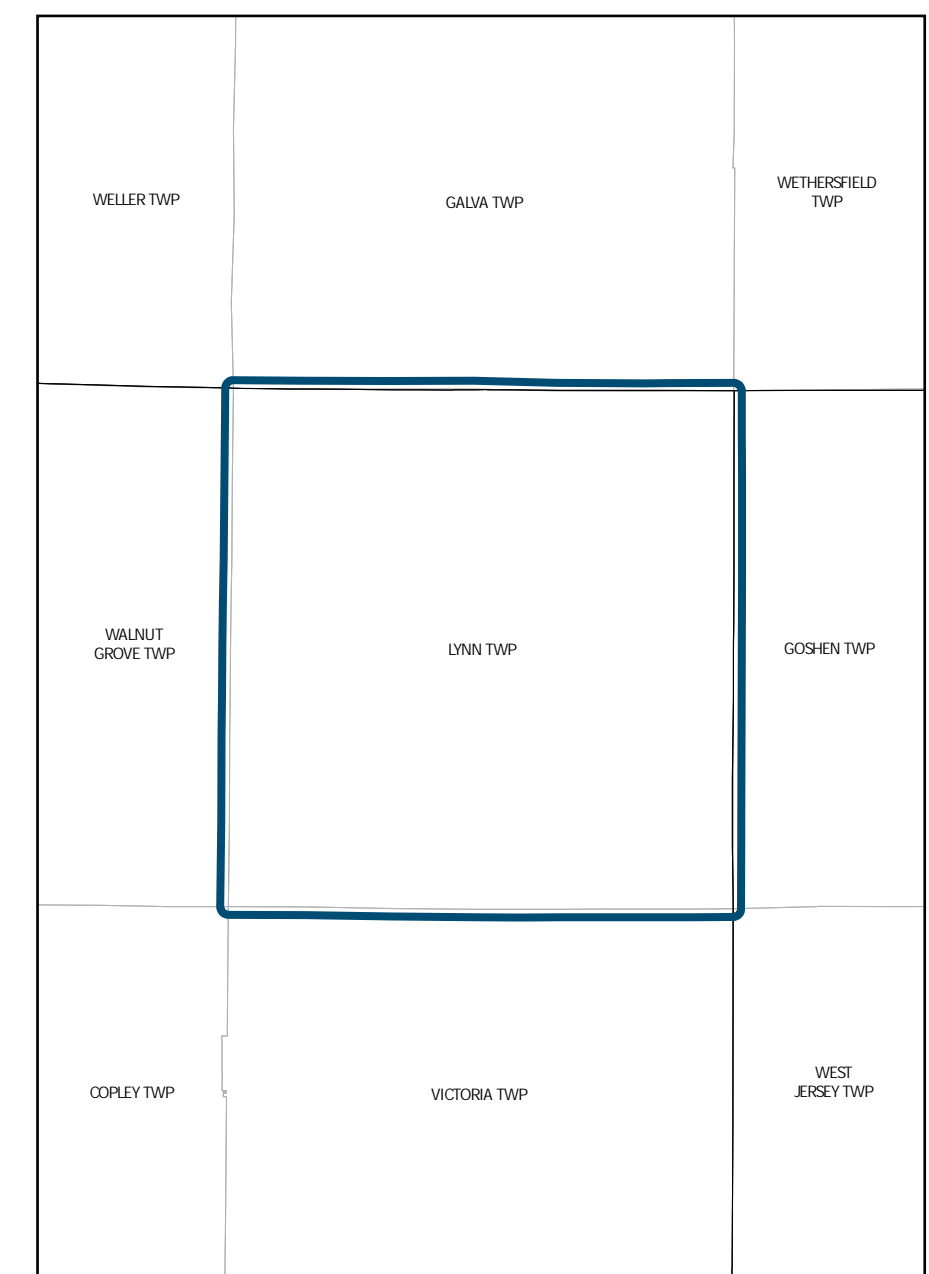 WELLER TWP
GALVA TWP
WETHERSFIELD
TWP
WALNUT
GROVE TWP
LYNN TWP
GOSHEN TWP
COPLEY TWP
VICTORIA TWP
WEST
JERSEY TWP